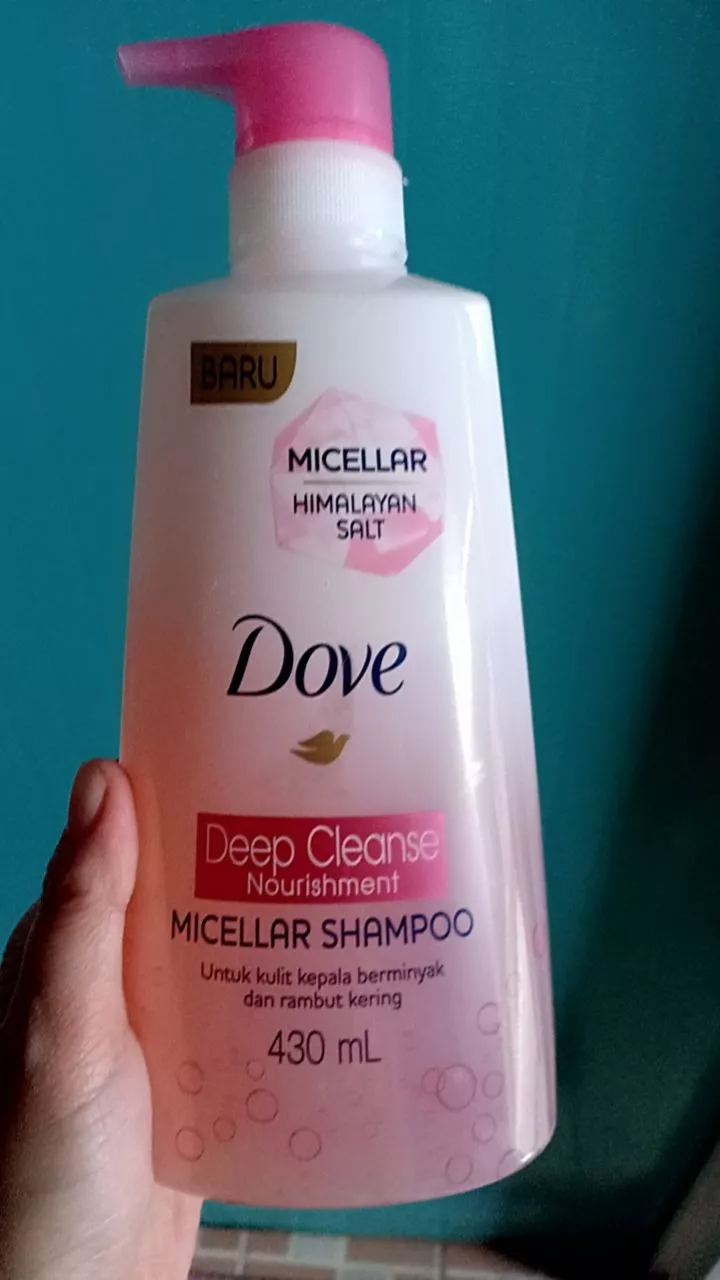 BARU
MICELLAR
HIMALAYAN
SALT
Dove
Deep Cleanse
Nourishment
MICELLAR SHAMPOO
Untuk kulit kepala berminyak
dan rambut kering
430 mL